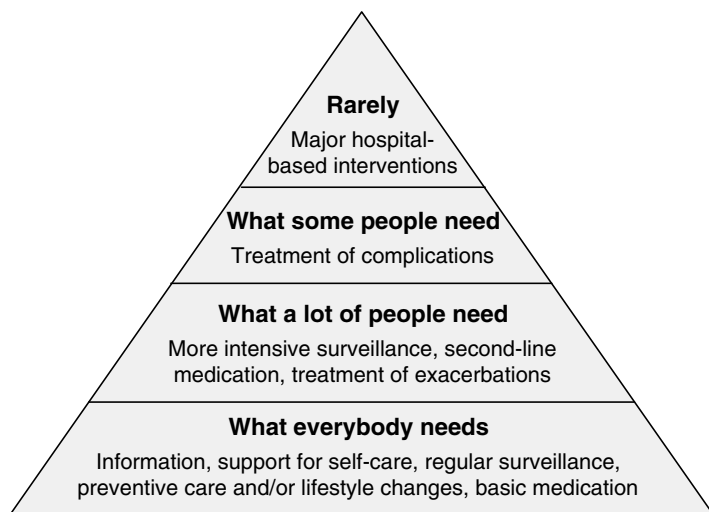 Rarely
Major hospital-
based interventions
What some people need
Treatment of complications
What a lot of people need
More intensive surveillance, second-line
medication, treatment of exacerbations
What everybody needs
Information, support for self-care, regular surveillance,
preventive care and/or lifestyle changes, basic medication